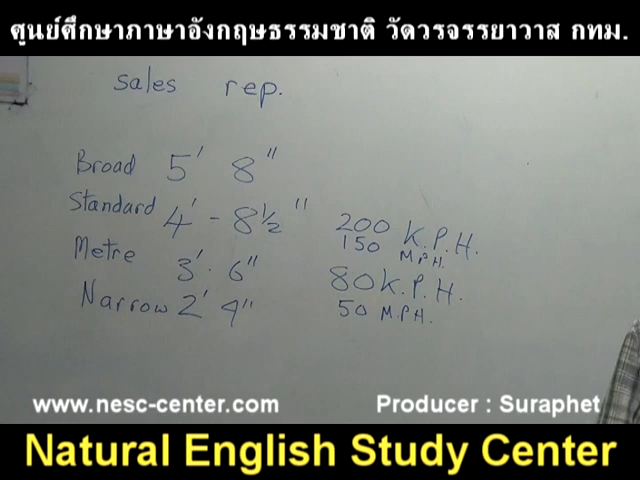 ศูนย์ศึกษาภาษาอังกฤษธรรมชาติ วัดวรจรรยาวาส กทม.
sales rep.
Broad 5' 8"
Standard 4' - 8 1/2 " 200 K.P.H.
150 M.P.H.
Metre 3' . 6" 80 K.P.H.
Narrow 2' 4" 50 M.P.H.
www.nesc-center.com Producer : Suraphet
Natural English Study Center